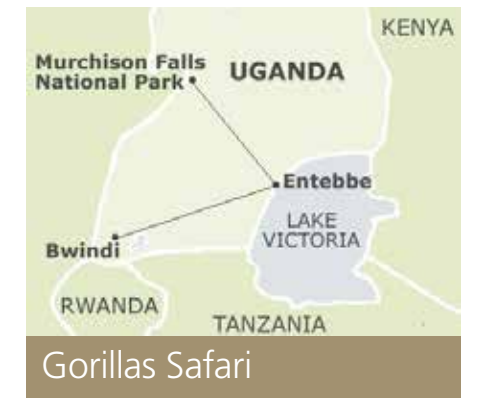 KENYA
Murchison Falls
National Park
UGANDA
Entebbe
LAKE
VICTORIA
Bwindi
RWANDA
TANZANIA
Gorillas Safari